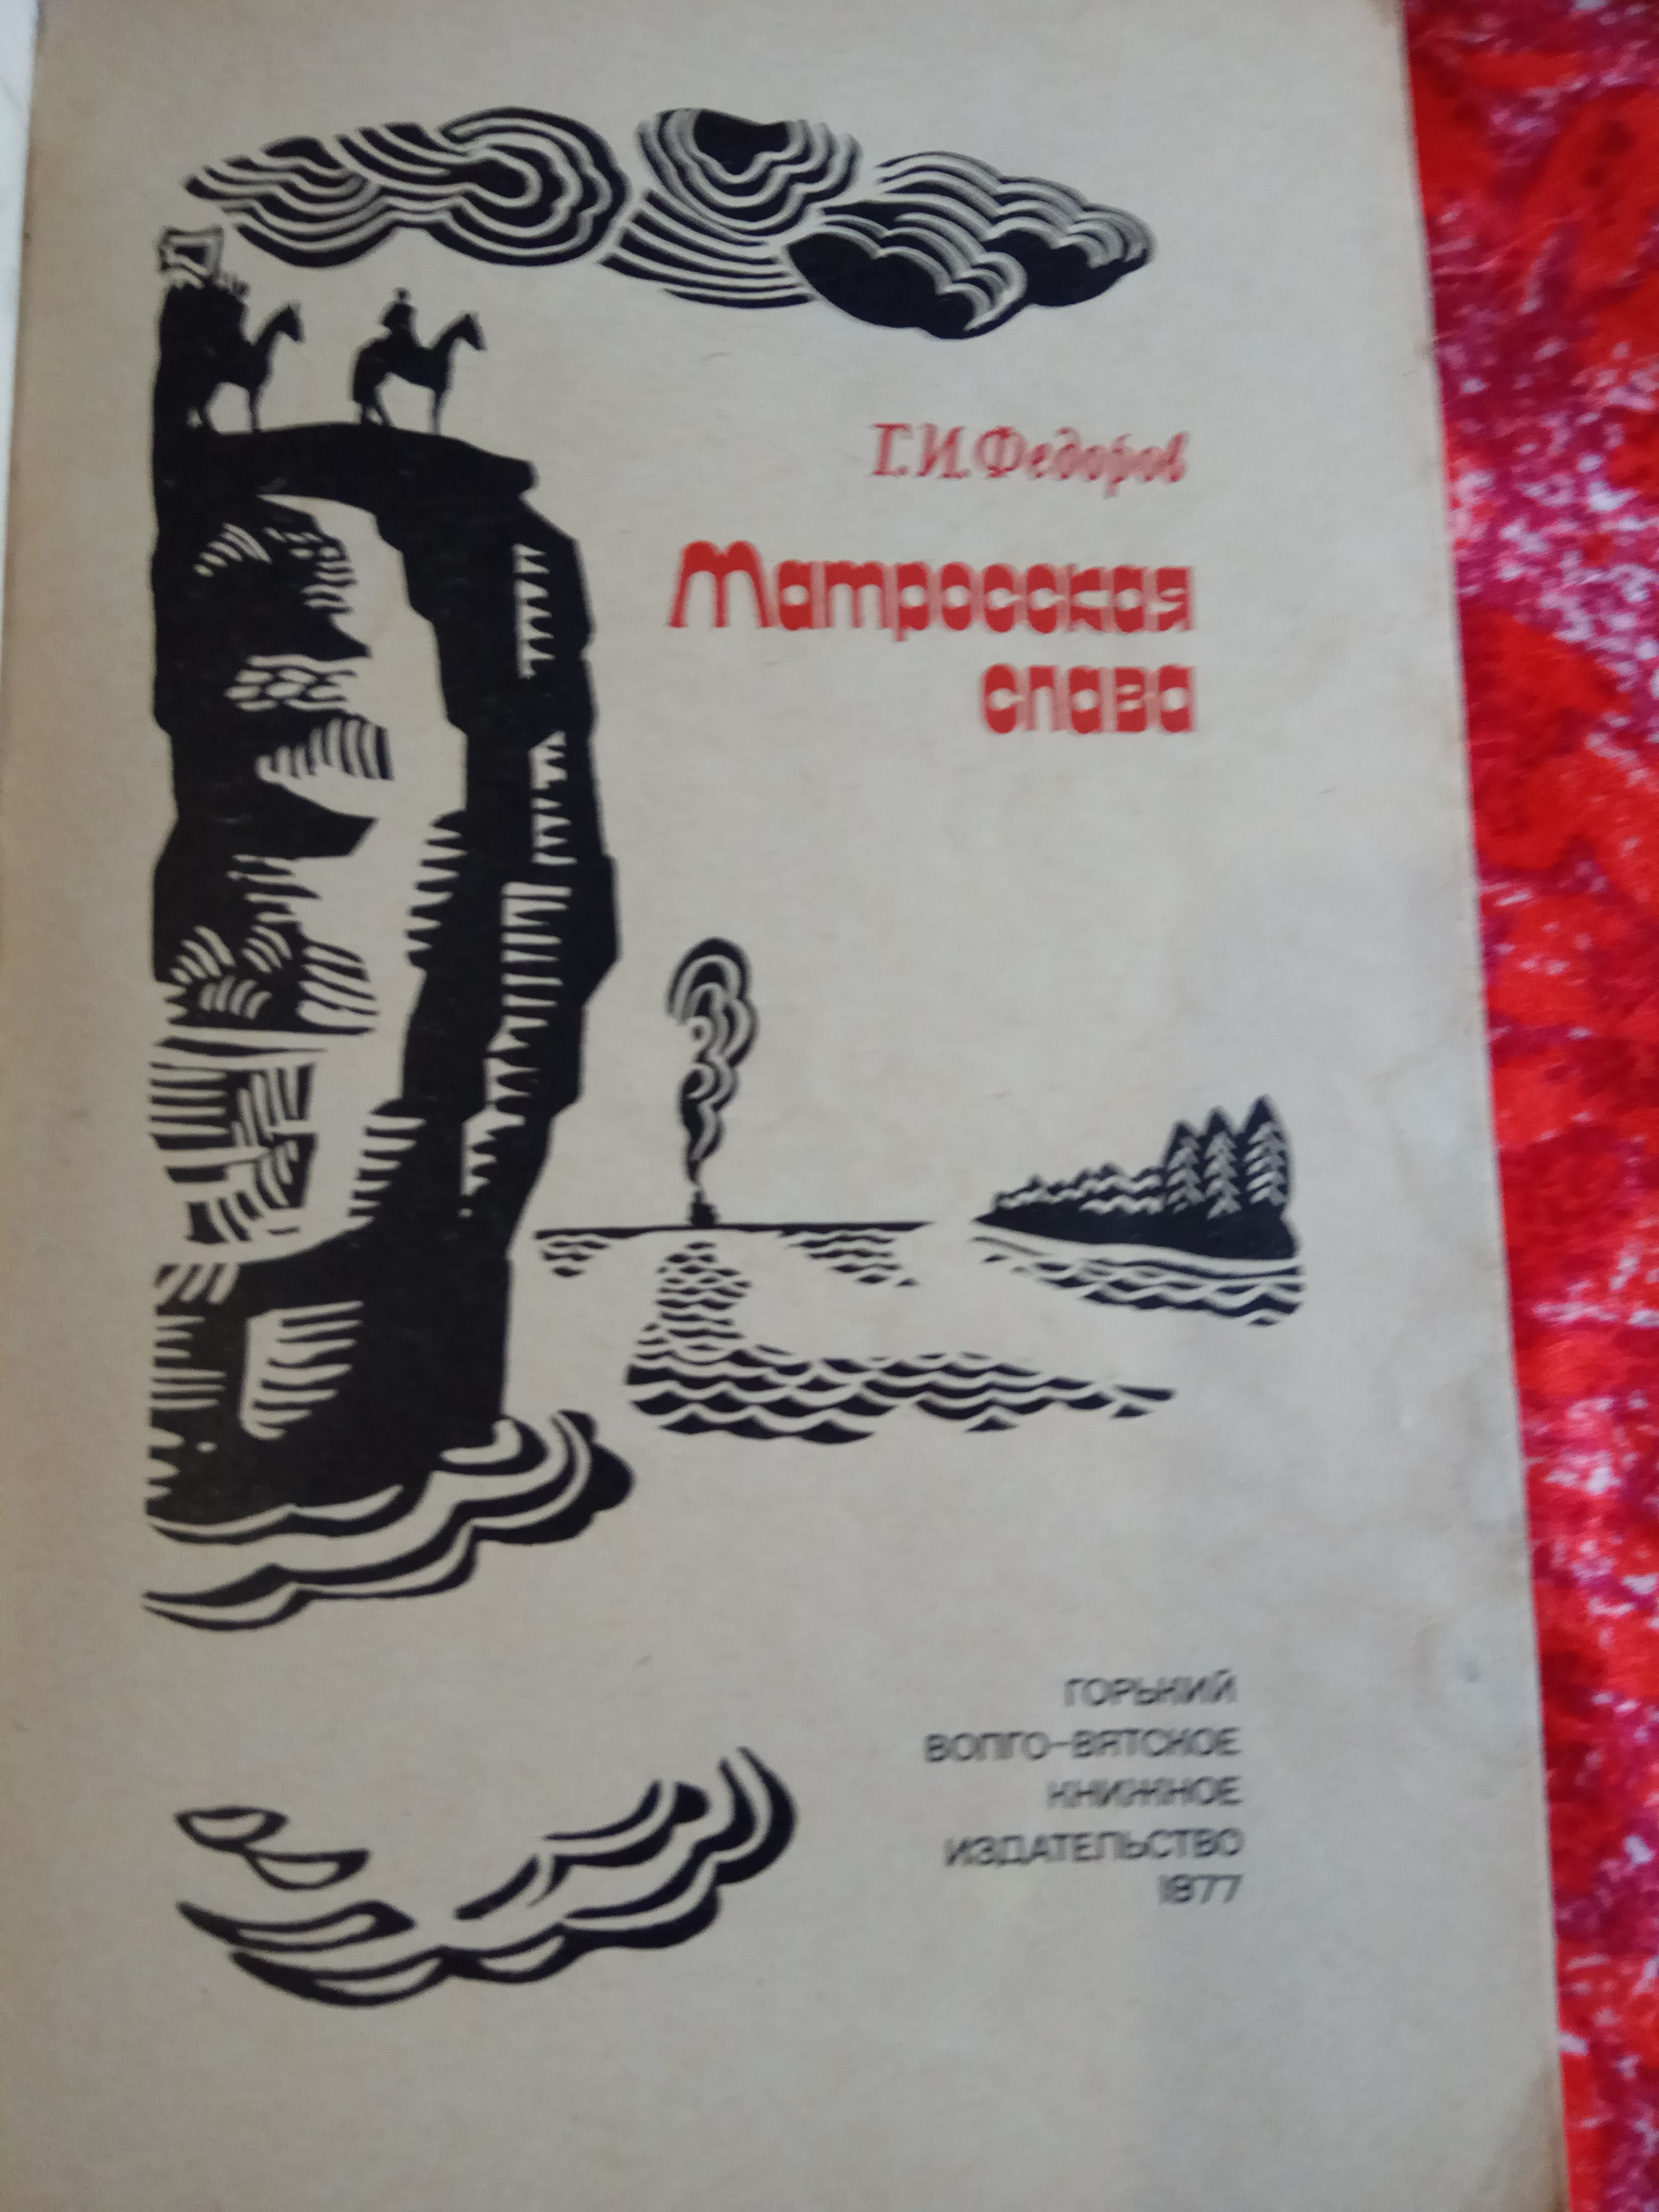 Г. И. Федоров
Матросская
слава
ГОРЬКИЙ
ВОЛГО-ВЯТСКОЕ
КНИЖНОЕ
ИЗДАТЕЛЬСТВО
1977